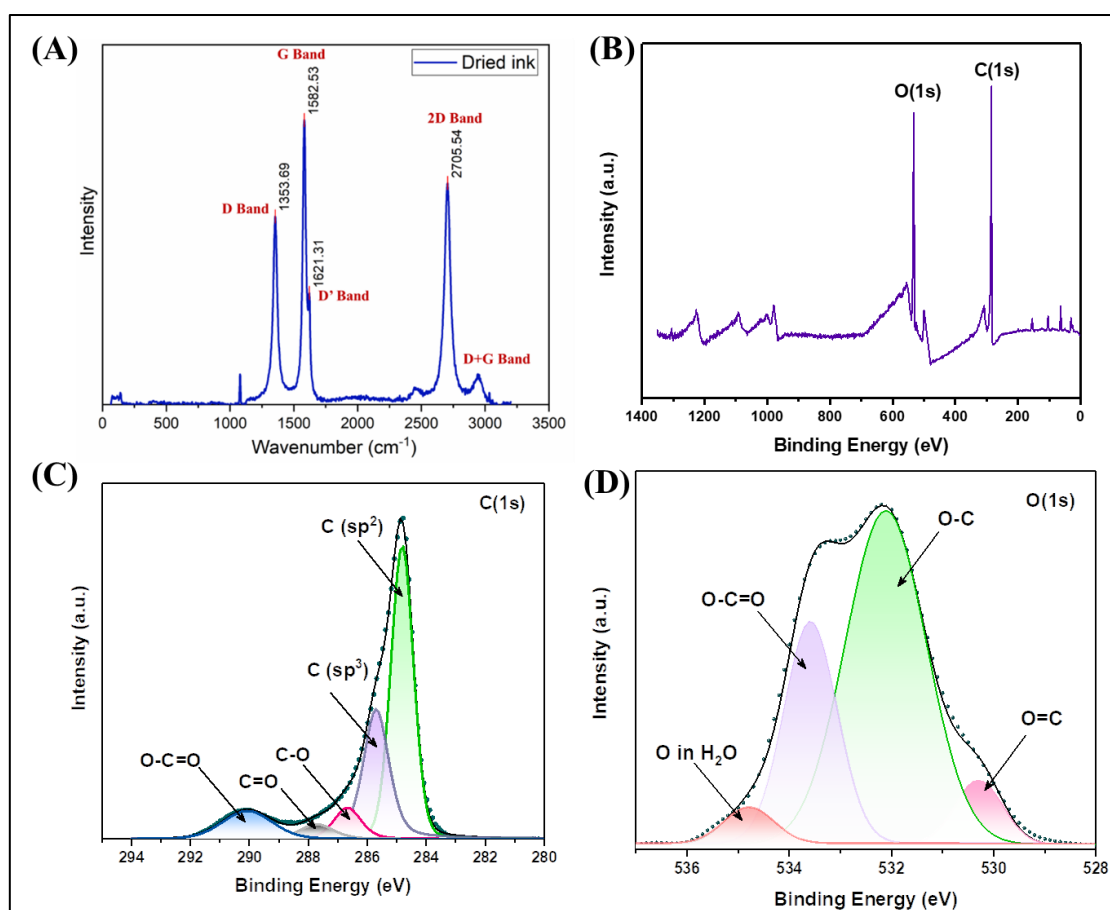 (A)
G Band
1582.53
Dried ink
2D Band
2705.54
D Band
1353.69
1621.31
D’ Band
D+G Band
Intensity
0 500 1000 1500 2000 2500 3000 3500
Wavenumber (cm⁻¹)
(B)
O(1s)
C(1s)
Intensity (a.u.)
1400 1200 1000 800 600 400 200 0
Binding Energy (eV)
(C)
C(1s)
C (sp²)
C (sp³)
C-O
C=O
O-C=O
Intensity (a.u.)
294 292 290 288 286 284 282 280
Binding Energy (eV)
(D)
O(1s)
O-C
O-C=O
O=C
O in H₂O
Intensity (a.u.)
536 534 532 530 528
Binding Energy (eV)